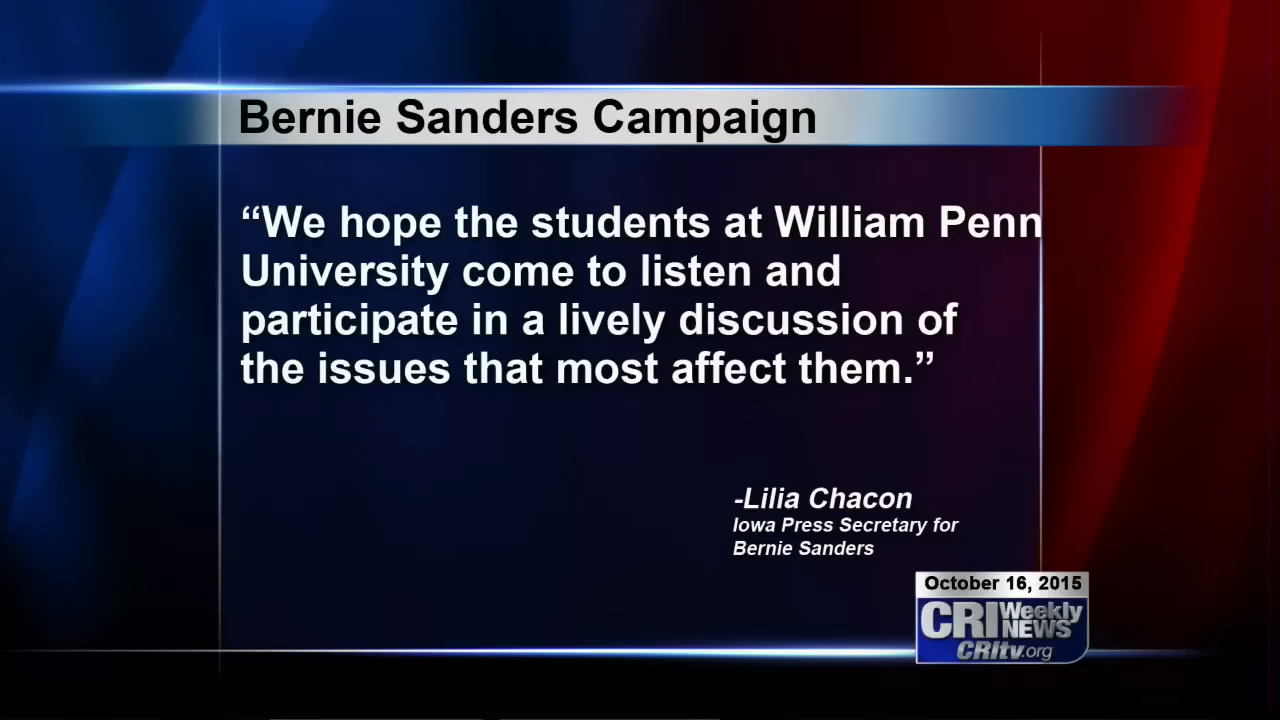 Bernie Sanders Campaign
“We hope the students at William Penn
University come to listen and
participate in a lively discussion of
the issues that most affect them.”
-Lilia Chacon
Iowa Press Secretary for
Bernie Sanders
October 16, 2015
CRI Weekly
NEWS
CRItv.org